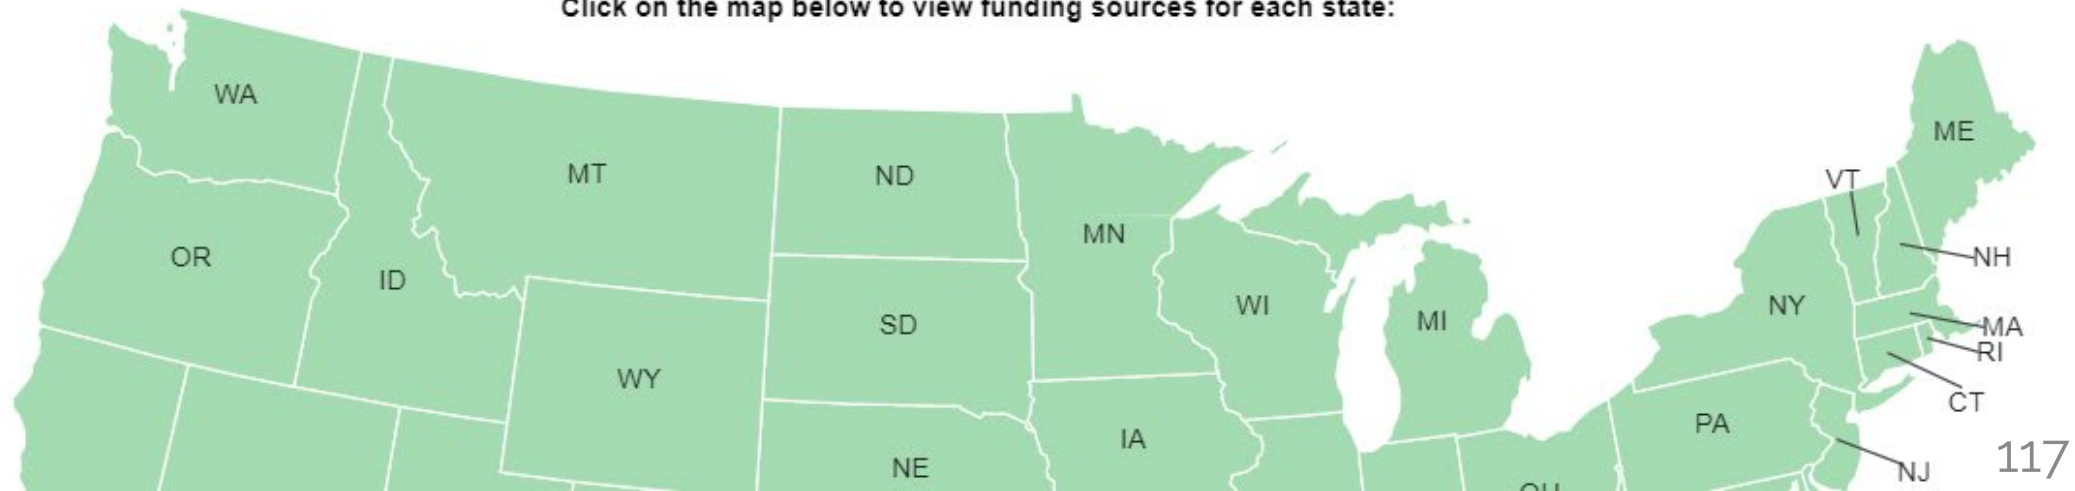 Click on the map below to view funding sources for each state:
WA
ME
MT
ND
VT
MN
OR
NH
ID
WI
NY
MI
SD
MA
RI
WY
CT
PA
IA
117
NE
NJ
OH